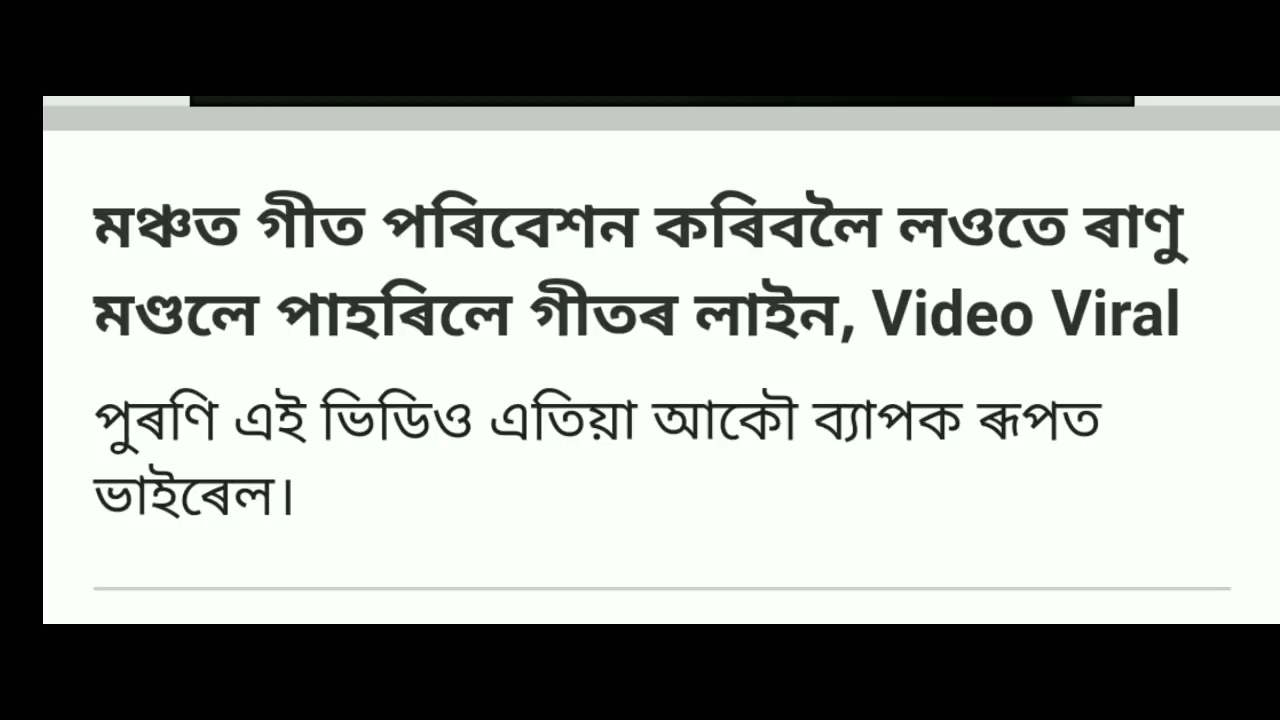 মঞ্চত গীত পৰিবেশন কৰিবলৈ লওতে ৰাণু
মণ্ডলে পাহৰিলে গীতৰ লাইন, Video Viral
পুৰণি এই ভিডিও এতিয়া আকৌ ব্যাপক ৰূপত
ভাইৰেল।